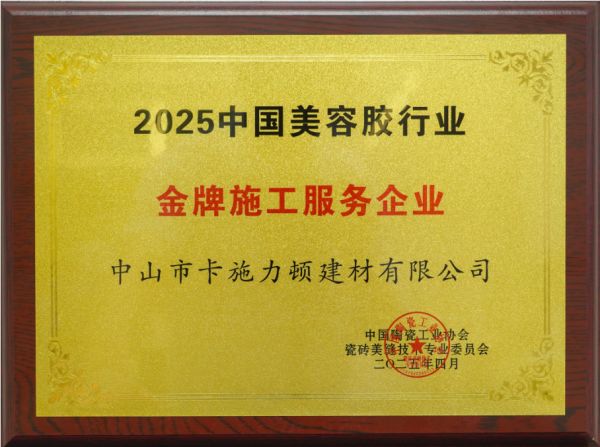 2025中国美容胶行业
金牌施工服务企业
中山市卡施力顿建材有限公司
中国陶瓷工业协会
瓷砖美缝技术专业委员会
二〇二五年四月